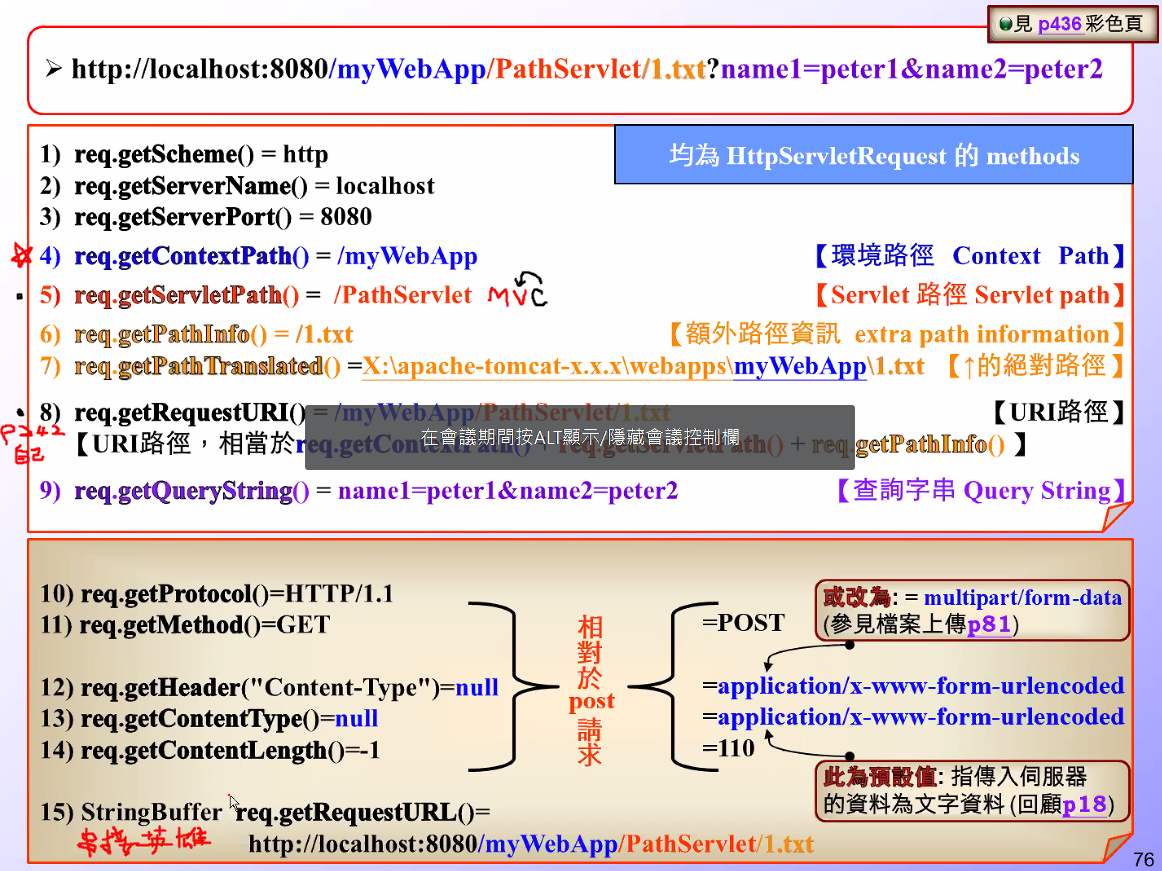 見 p436 彩色頁
➢ http://localhost:8080/myWebApp/PathServlet/1.txt?name1=peter1&name2=peter2
均為 HttpServletRequest 的 methods
1) req.getScheme() = http
2) req.getServerName() = localhost
3) req.getServerPort() = 8080
4) req.getContextPath() = /myWebApp 【環境路徑 Context Path】
5) req.getServletPath() = /PathServlet MVC 【Servlet 路徑 Servlet path】
6) req.getPathInfo() = /1.txt 【額外路徑資訊 extra path information】
7) req.getPathTranslated() =X:\apache-tomcat-x.x.x\webapps\myWebApp\1.txt 【↑的絕對路徑】
8) req.getRequestURI() = /myWebApp/PathServlet/1.txt 【URI路徑】
P242
自己
【URI路徑，相當於req.getContextPath() + req.getServletPath() + req.getPathInfo() 】
在會議期間按ALT顯示/隱藏會議控制欄
9) req.getQueryString() = name1=peter1&name2=peter2 【查詢字串 Query String】
10) req.getProtocol()=HTTP/1.1
11) req.getMethod()=GET
12) req.getHeader("Content-Type")=null
13) req.getContentType()=null
14) req.getContentLength()=-1
相
對
於
post
請
求
=POST
=application/x-www-form-urlencoded
=application/x-www-form-urlencoded
=110
或改為: = multipart/form-data
(參見檔案上傳p81)
此為預設值: 指傳入伺服器
的資料為文字資料 (回顧p18)
15) StringBuffer req.getRequestURL()=
http://localhost:8080/myWebApp/PathServlet/1.txt
串接英雄
76